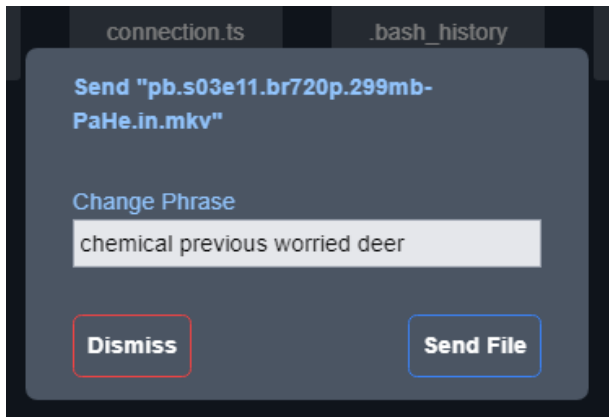 connection.ts
.bash_history
Send "pb.s03e11.br720p.299mb-
PaHe.in.mkv"
Change Phrase
chemical previous worried deer
Dismiss
Send File